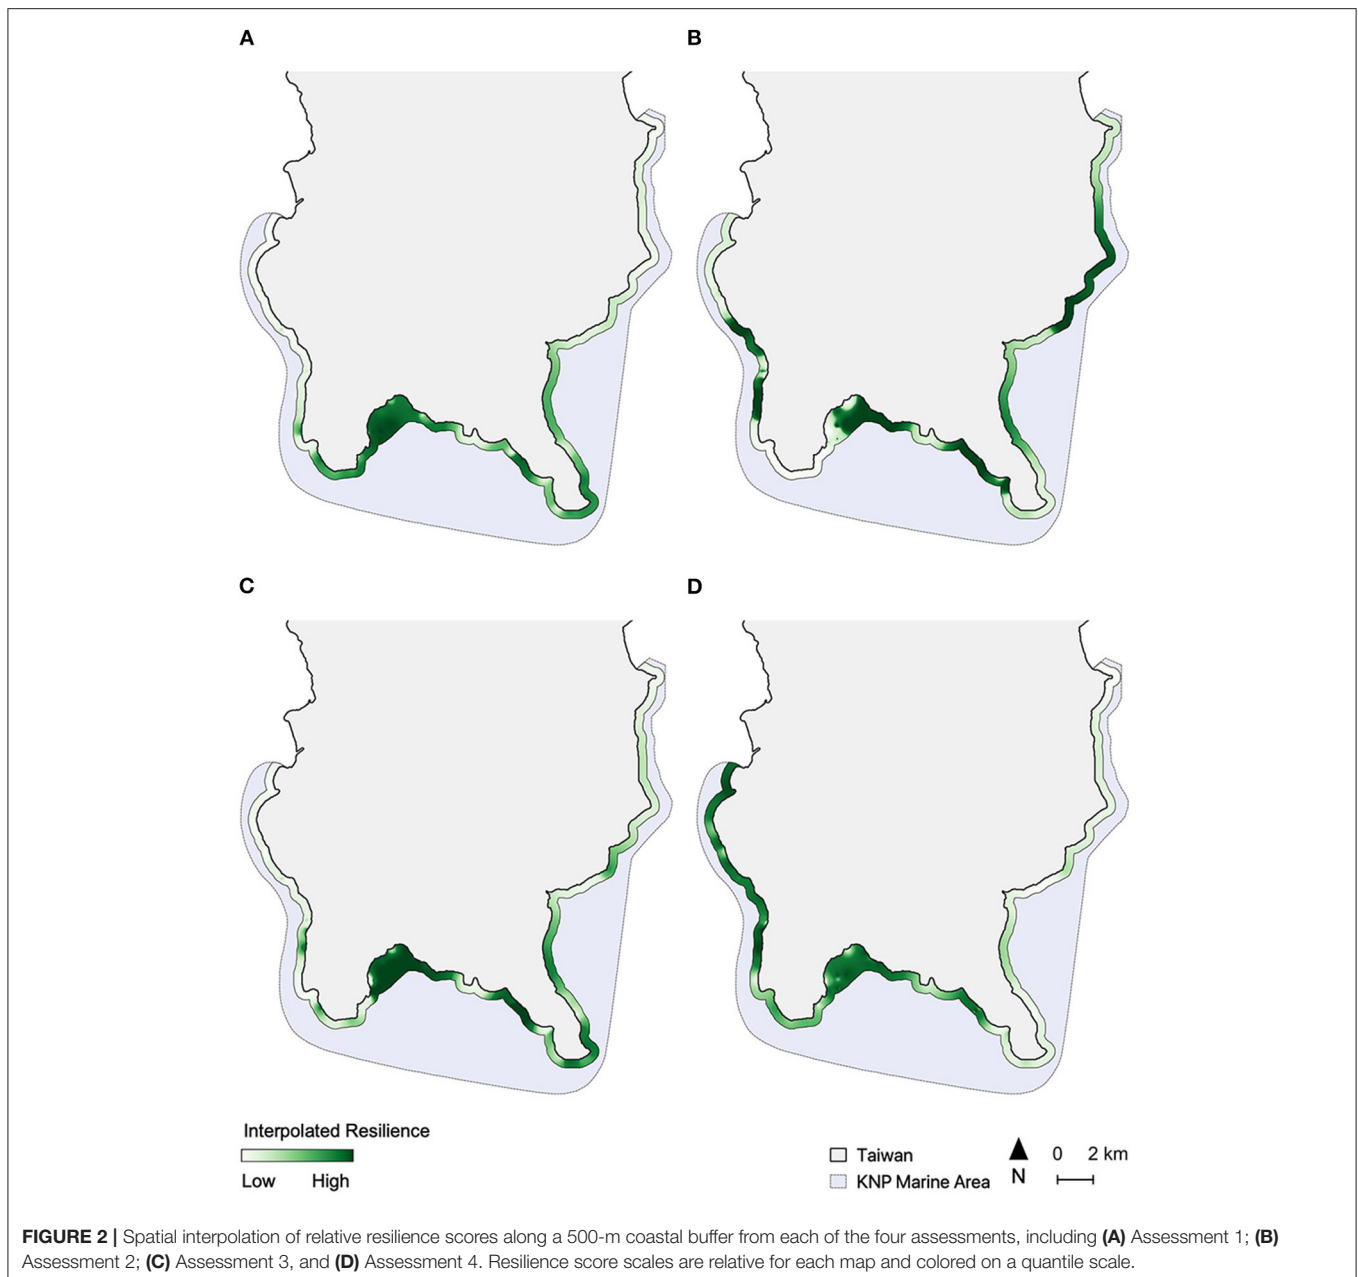 A
B
C
D
Interpolated Resilience
Low High
Taiwan
KNP Marine Area
N
0 2 km
FIGURE 2 | Spatial interpolation of relative resilience scores along a 500-m coastal buffer from each of the four assessments, including (A) Assessment 1; (B)
Assessment 2; (C) Assessment 3, and (D) Assessment 4. Resilience score scales are relative for each map and colored on a quantile scale.